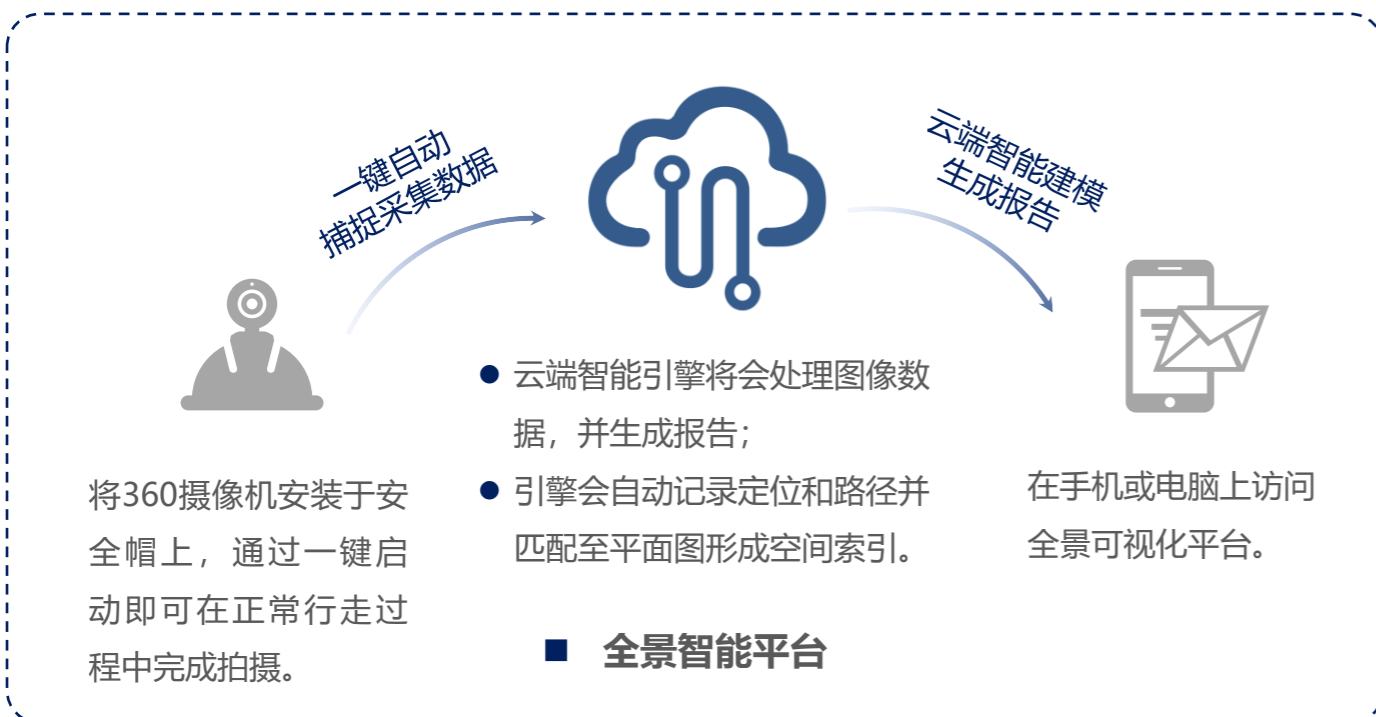 一键自动
捕捉采集数据
云端智能建模
生成报告
将360摄像机安装于安
全帽上，通过一键启
动即可在正常行走过
程中完成拍摄。
● 云端智能引擎将会处理图像数
据，并生成报告；
● 引擎会自动记录定位和路径并
匹配至平面图形成空间索引。
在手机或电脑上访问
全景可视化平台。
■ 全景智能平台